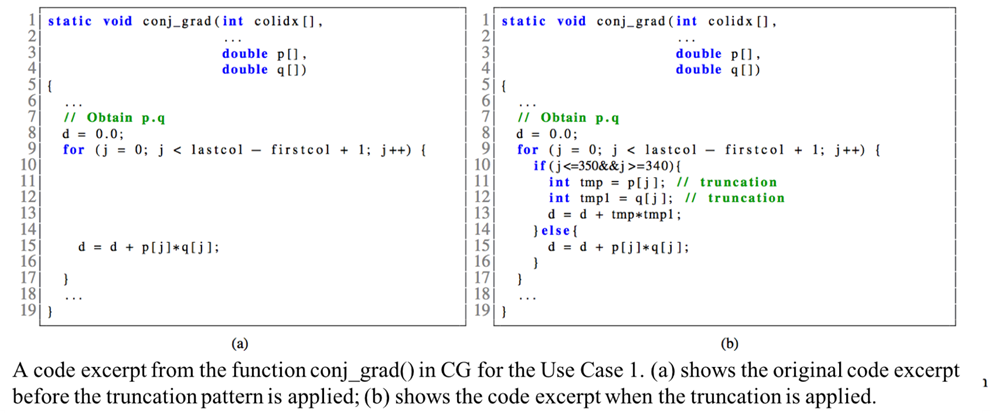 1 static void conj_grad(int colidx[],
2 ...
3 double p[],
4 double q[])
5 {
6 ...
7 // Obtain p.q
8 d = 0.0;
9 for (j = 0; j < lastcol - firstcol + 1; j++) {
10
11
12
13
14
15 d = d + p[j]*q[j];
16
17 }
18 ...
19 }
(a)
1 static void conj_grad(int colidx[],
2 ...
3 double p[],
4 double q[])
5 {
6 ...
7 // Obtain p.q
8 d = 0.0;
9 for (j = 0; j < lastcol - firstcol + 1; j++) {
10 if(j<=350&&j>=340){
11 int tmp = p[j]; // truncation
12 int tmp1 = q[j]; // truncation
13 d = d + tmp*tmp1;
14 }else{
15 d = d + p[j]*q[j];
16 }
17 }
18 ...
19 }
(b)
A code excerpt from the function conj_grad() in CG for the Use Case 1. (a) shows the original code excerpt
before the truncation pattern is applied; (b) shows the code excerpt when the truncation is applied.